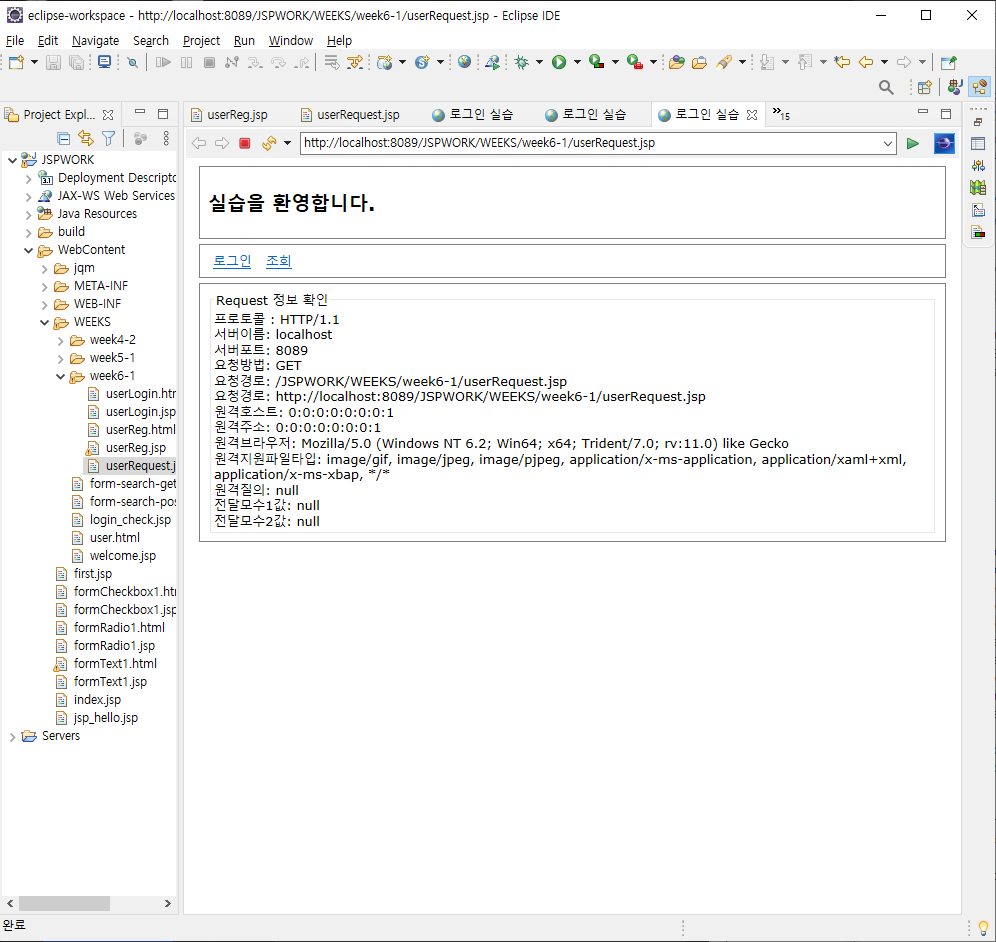 eclipse-workspace - http://localhost:8089/JSPWORK/WEEKS/week6-1/userRequest.jsp - Eclipse IDE
File Edit Navigate Search Project Run Window Help
Project Expl...
userReg.jsp
userRequest.jsp
로그인 실습
로그인 실습
로그인 실습
»15
http://localhost:8089/JSPWORK/WEEKS/week6-1/userRequest.jsp
JSPWORK
Deployment Descripto
JAX-WS Web Services
Java Resources
build
WebContent
jqm
META-INF
WEB-INF
WEEKS
week4-2
week5-1
week6-1
userLogin.htr
userLogin.jsp
userReg.html
userReg.jsp
userRequest.j
form-search-get
form-search-pos
login_check.jsp
user.html
welcome.jsp
first.jsp
formCheckbox1.htr
formCheckbox1.jsp
formRadio1.html
formRadio1.jsp
formText1.html
formText1.jsp
index.jsp
jsp_hello.jsp
Servers
실습을 환영합니다.
로그인 조회
Request 정보 확인
프로토콜 : HTTP/1.1
서버이름: localhost
서버포트: 8089
요청방법: GET
요청경로: /JSPWORK/WEEKS/week6-1/userRequest.jsp
요청경로: http://localhost:8089/JSPWORK/WEEKS/week6-1/userRequest.jsp
원격호스트: 0:0:0:0:0:0:0:1
원격주소: 0:0:0:0:0:0:0:1
원격브라우저: Mozilla/5.0 (Windows NT 6.2; Win64; x64; Trident/7.0; rv:11.0) like Gecko
원격지원파일타입: image/gif, image/jpeg, image/pjpeg, application/x-ms-application, application/xaml+xml,
application/x-ms-xbap, */*
원격질의: null
전달모수1값: null
전달모수2값: null
완료